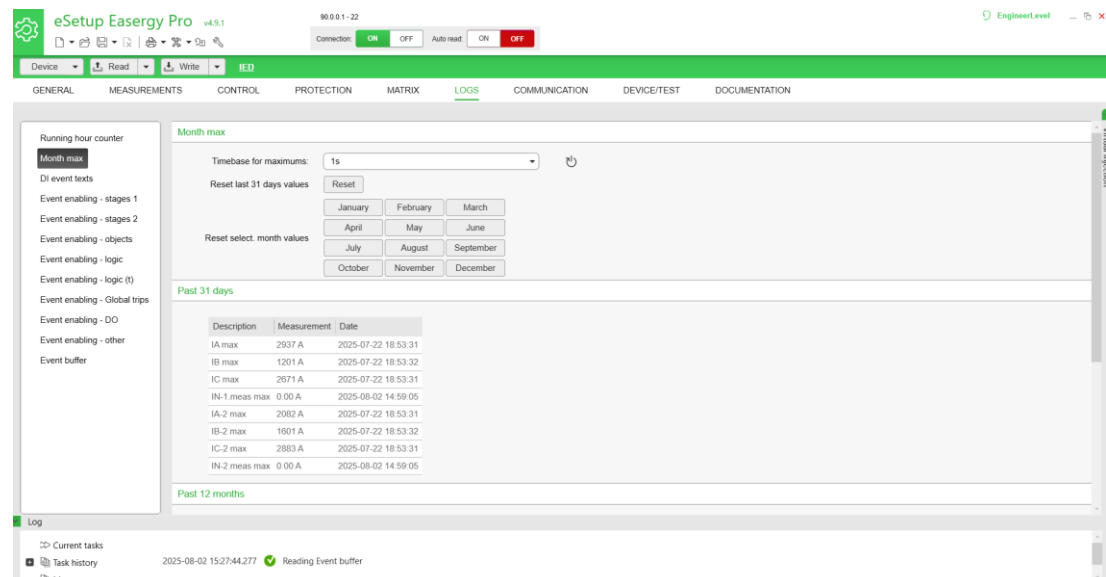 eSetup Easergy Pro v4.9.1
90.0.0.1 - 22
EngineerLevel
Connection: ON OFF Auto read: ON OFF
Device Read Write IED
GENERAL MEASUREMENTS CONTROL PROTECTION MATRIX LOGS COMMUNICATION DEVICE/TEST DOCUMENTATION
Running hour counter
Month max
DI event texts
Event enabling - stages 1
Event enabling - stages 2
Event enabling - objects
Event enabling - logic
Event enabling - logic (t)
Event enabling - Global trips
Event enabling - DO
Event enabling - other
Event buffer
Month max
Timebase for maximums: 1s
Reset last 31 days values Reset
Reset select. month values
January February March
April May June
July August September
October November December
Past 31 days
Description Measurement Date
IA max 2937 A 2025-07-22 18:53:31
IB max 1201 A 2025-07-22 18:53:32
IC max 2671 A 2025-07-22 18:53:31
IN-1.meas max 0.00 A 2025-08-02 14:59:05
IA-2 max 2082 A 2025-07-22 18:53:31
IB-2 max 1601 A 2025-07-22 18:53:32
IC-2 max 2883 A 2025-07-22 18:53:31
IN-2.meas max 0.00 A 2025-08-02 14:59:05
Past 12 months
Log
Current tasks
Task history
2025-08-02 15:27:44.277 Reading Event buffer